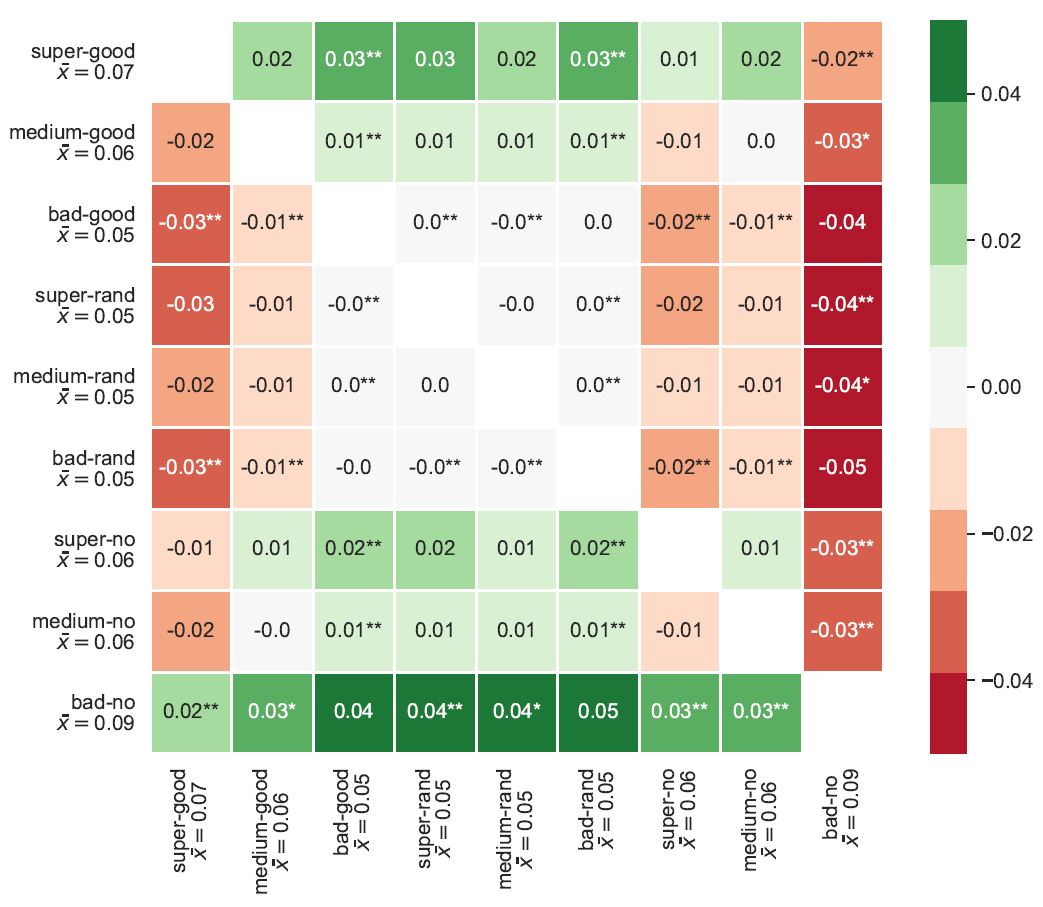 super-good
x̄ = 0.07
0.02 0.03** 0.03 0.02 0.03** 0.01 0.02 -0.02**
0.04
medium-good
x̄ = 0.06
-0.02 0.01** 0.01 0.01 0.01** -0.01 0.0 -0.03*
bad-good
x̄ = 0.05
-0.03** -0.01** 0.0** -0.0** 0.0 -0.02** -0.01** -0.04
0.02
super-rand
x̄ = 0.05
-0.03 -0.01 -0.0** -0.0 0.0** -0.02 -0.01 -0.04**
medium-rand
x̄ = 0.05
-0.02 -0.01 0.0** 0.0 0.0** -0.01 -0.01 -0.04*
0.00
bad-rand
x̄ = 0.05
-0.03** -0.01** -0.0 -0.0** -0.0** -0.02** -0.01** -0.05
super-no
x̄ = 0.06
-0.01 0.01 0.02** 0.02 0.01 0.02** 0.01 -0.03**
−0.02
medium-no
x̄ = 0.06
-0.02 -0.0 0.01** 0.01 0.01 0.01** -0.01 -0.03**
bad-no
x̄ = 0.09
0.02** 0.03* 0.04 0.04** 0.04* 0.05 0.03** 0.03**
−0.04
super-good
x̄ = 0.07
medium-good
x̄ = 0.06
bad-good
x̄ = 0.05
super-rand
x̄ = 0.05
medium-rand
x̄ = 0.05
bad-rand
x̄ = 0.05
super-no
x̄ = 0.06
medium-no
x̄ = 0.06
bad-no
x̄ = 0.09